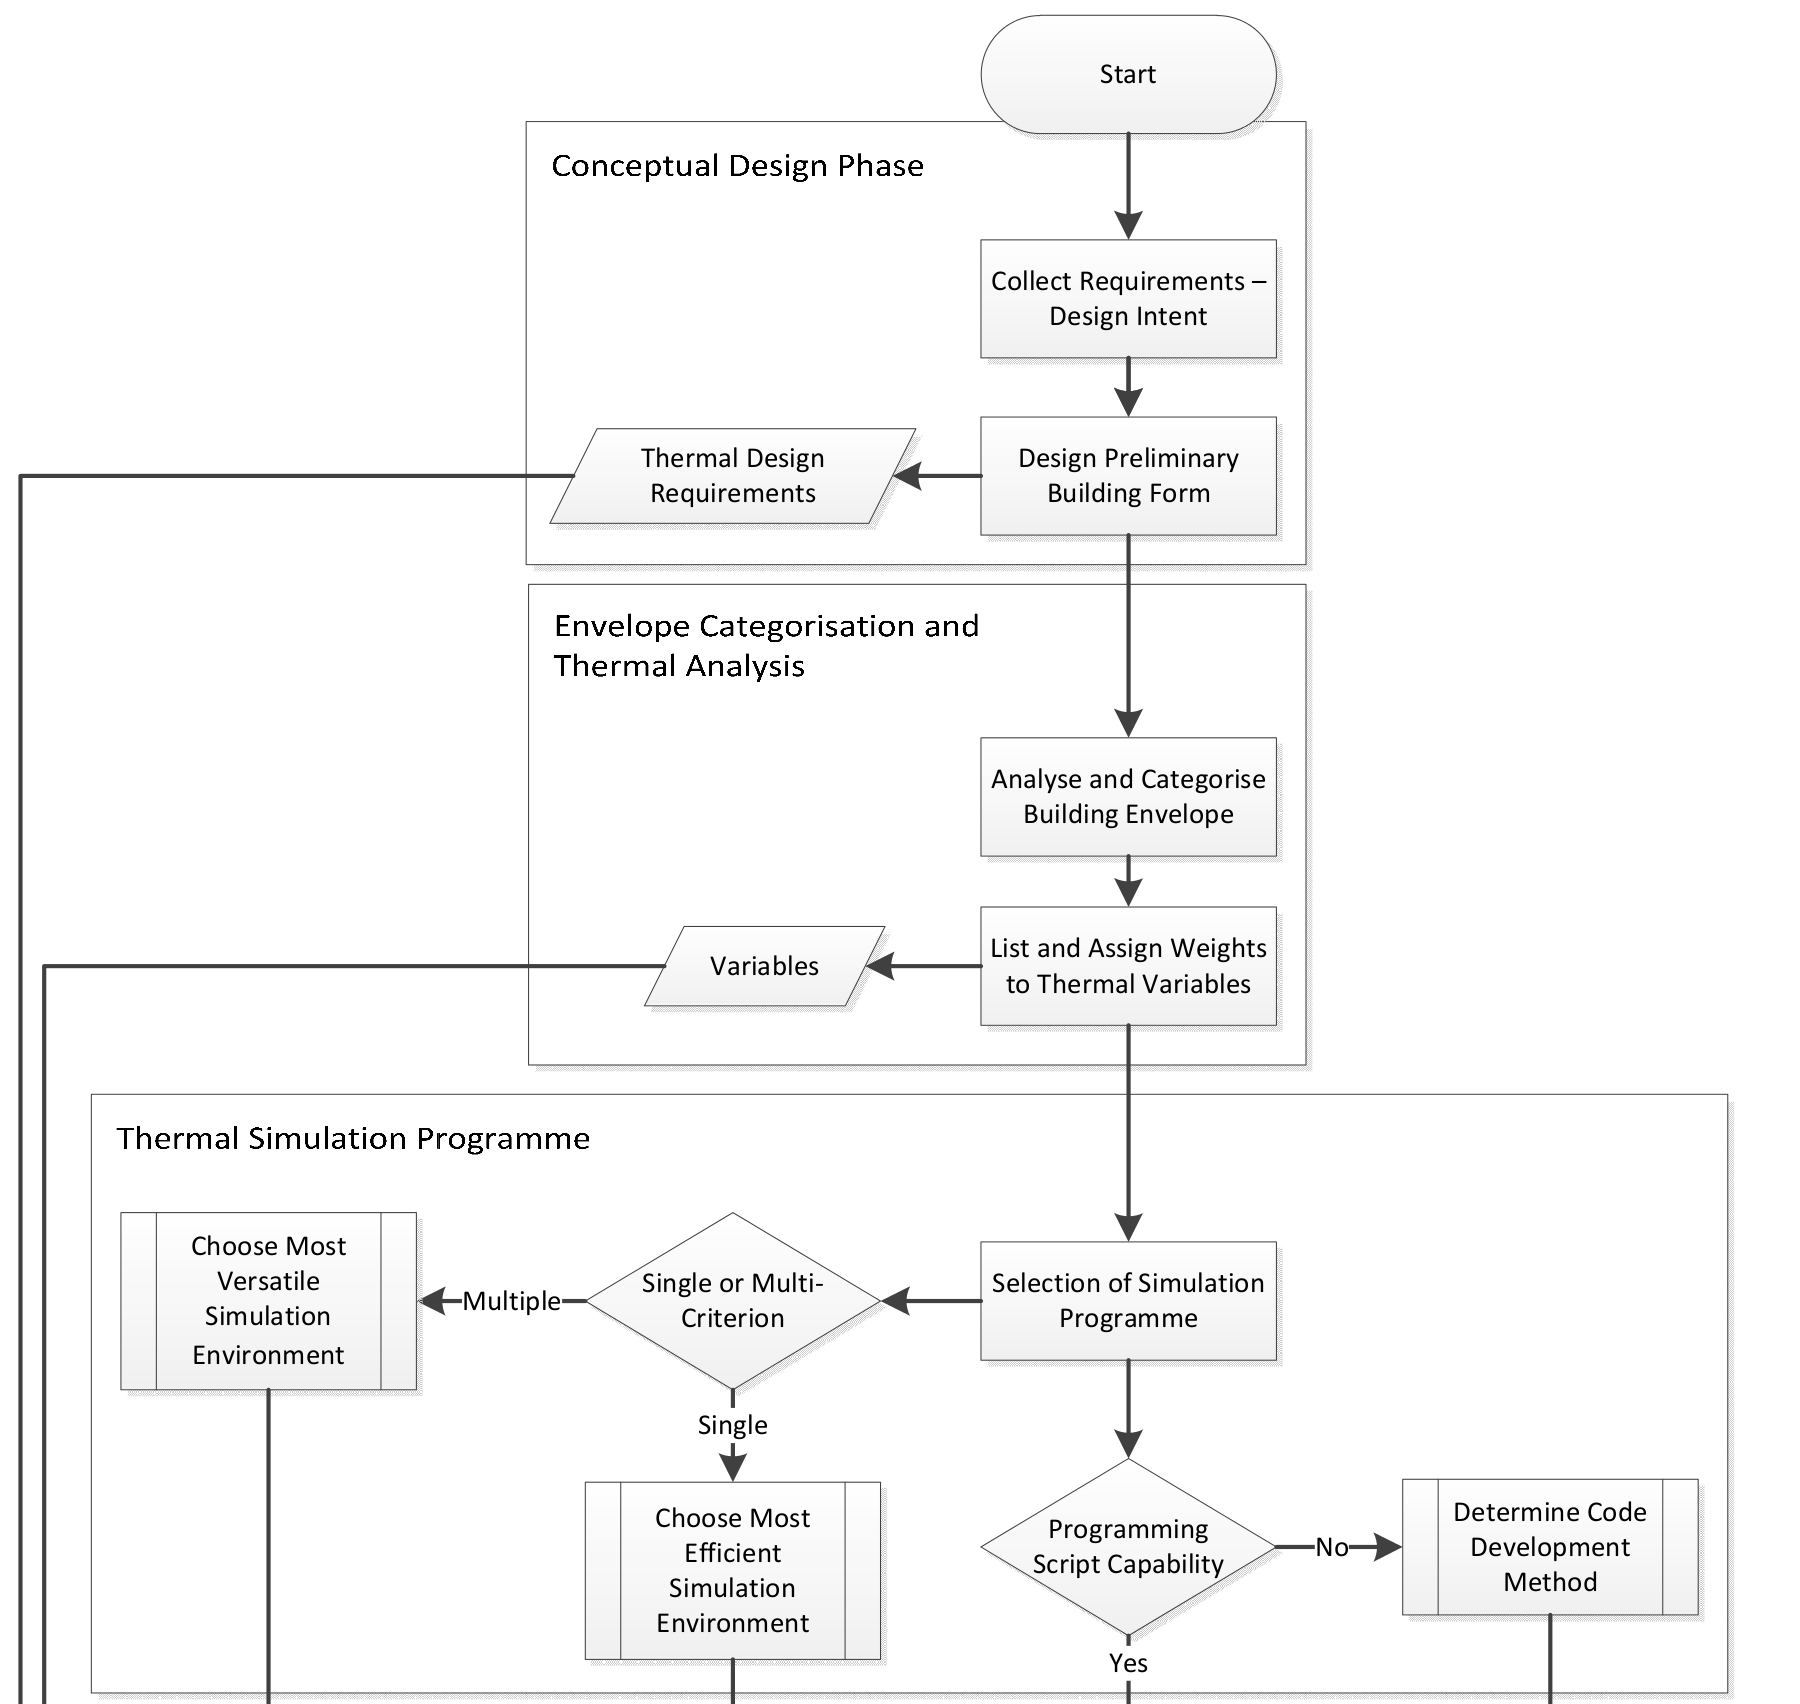 Start
Conceptual Design Phase
Collect Requirements –
Design Intent
Thermal Design
Requirements
Design Preliminary
Building Form
Envelope Categorisation and
Thermal Analysis
Analyse and Categorise
Building Envelope
Variables
List and Assign Weights
to Thermal Variables
Thermal Simulation Programme
Choose Most
Versatile
Simulation
Environment
Multiple
Single or Multi-
Criterion
Selection of Simulation
Programme
Single
Choose Most
Efficient
Simulation
Environment
Programming
Script Capability
No
Determine Code
Development
Method
Yes